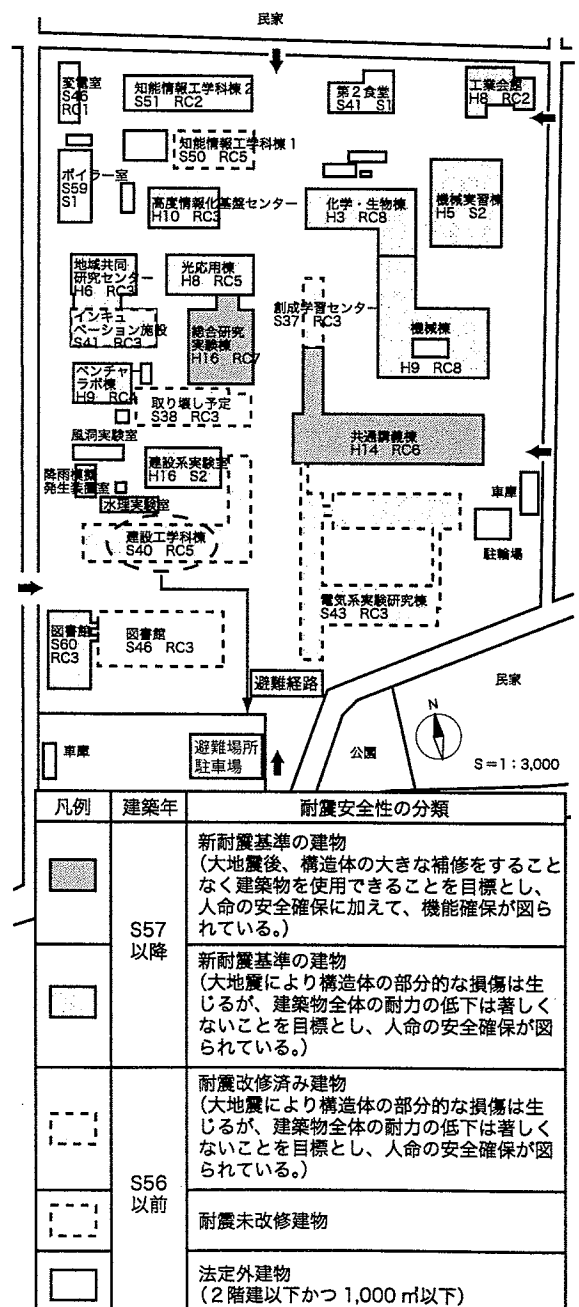 民家
変電室
S46
RC1
知能情報工学科棟2
S51 RC2
第2食堂
S41 S1
工業会館
H8 RC2
知能情報工学科棟1
S50 RC5
ボイラー室
S59
S1
高度情報化基盤センター
H10 RC3
化学・生物棟
H3 RC8
機械実習棟
H5 S2
地域共同
研究センター
H6 RC3
光応用棟
H8 RC5
インキュ
ベーション施設
S41 RC3
総合研究
実験棟
H16 RC7
創成学習センター
S37 RC3
機械棟
H9 RC8
ベンチャー
ラボ棟
H9 RC4
取り壊し予定
S38 RC3
風洞実験室
共通講義棟
H14 RC6
降雨模擬
発生装置室
建設系実験室
H16 S2
水理実験室
車庫
建設工学科棟
S40 RC5
駐輪場
電気系実験研究棟
S43 RC3
図書館
S60
RC3
図書館
S46 RC3
避難経路
民家
N
車庫
避難場所
駐車場
公園
S=1:3,000
凡例 建築年 耐震安全性の分類
S57
以降
新耐震基準の建物
(大地震後、構造体の大きな補修をすること
なく建築物を使用できることを目標とし、
人命の安全確保に加えて、機能確保が図ら
れている。)
新耐震基準の建物
(大地震により構造体の部分的な損傷は生
じるが、建築物全体の耐力の低下は著しく
ないことを目標とし、人命の安全確保が図
られている。)
S56
以前
耐震改修済み建物
(大地震により構造体の部分的な損傷は生
じるが、建築物全体の耐力の低下は著しく
ないことを目標とし、人命の安全確保が図
られている。)
耐震未改修建物
法定外建物
(2階建以下かつ1,000㎡以下)